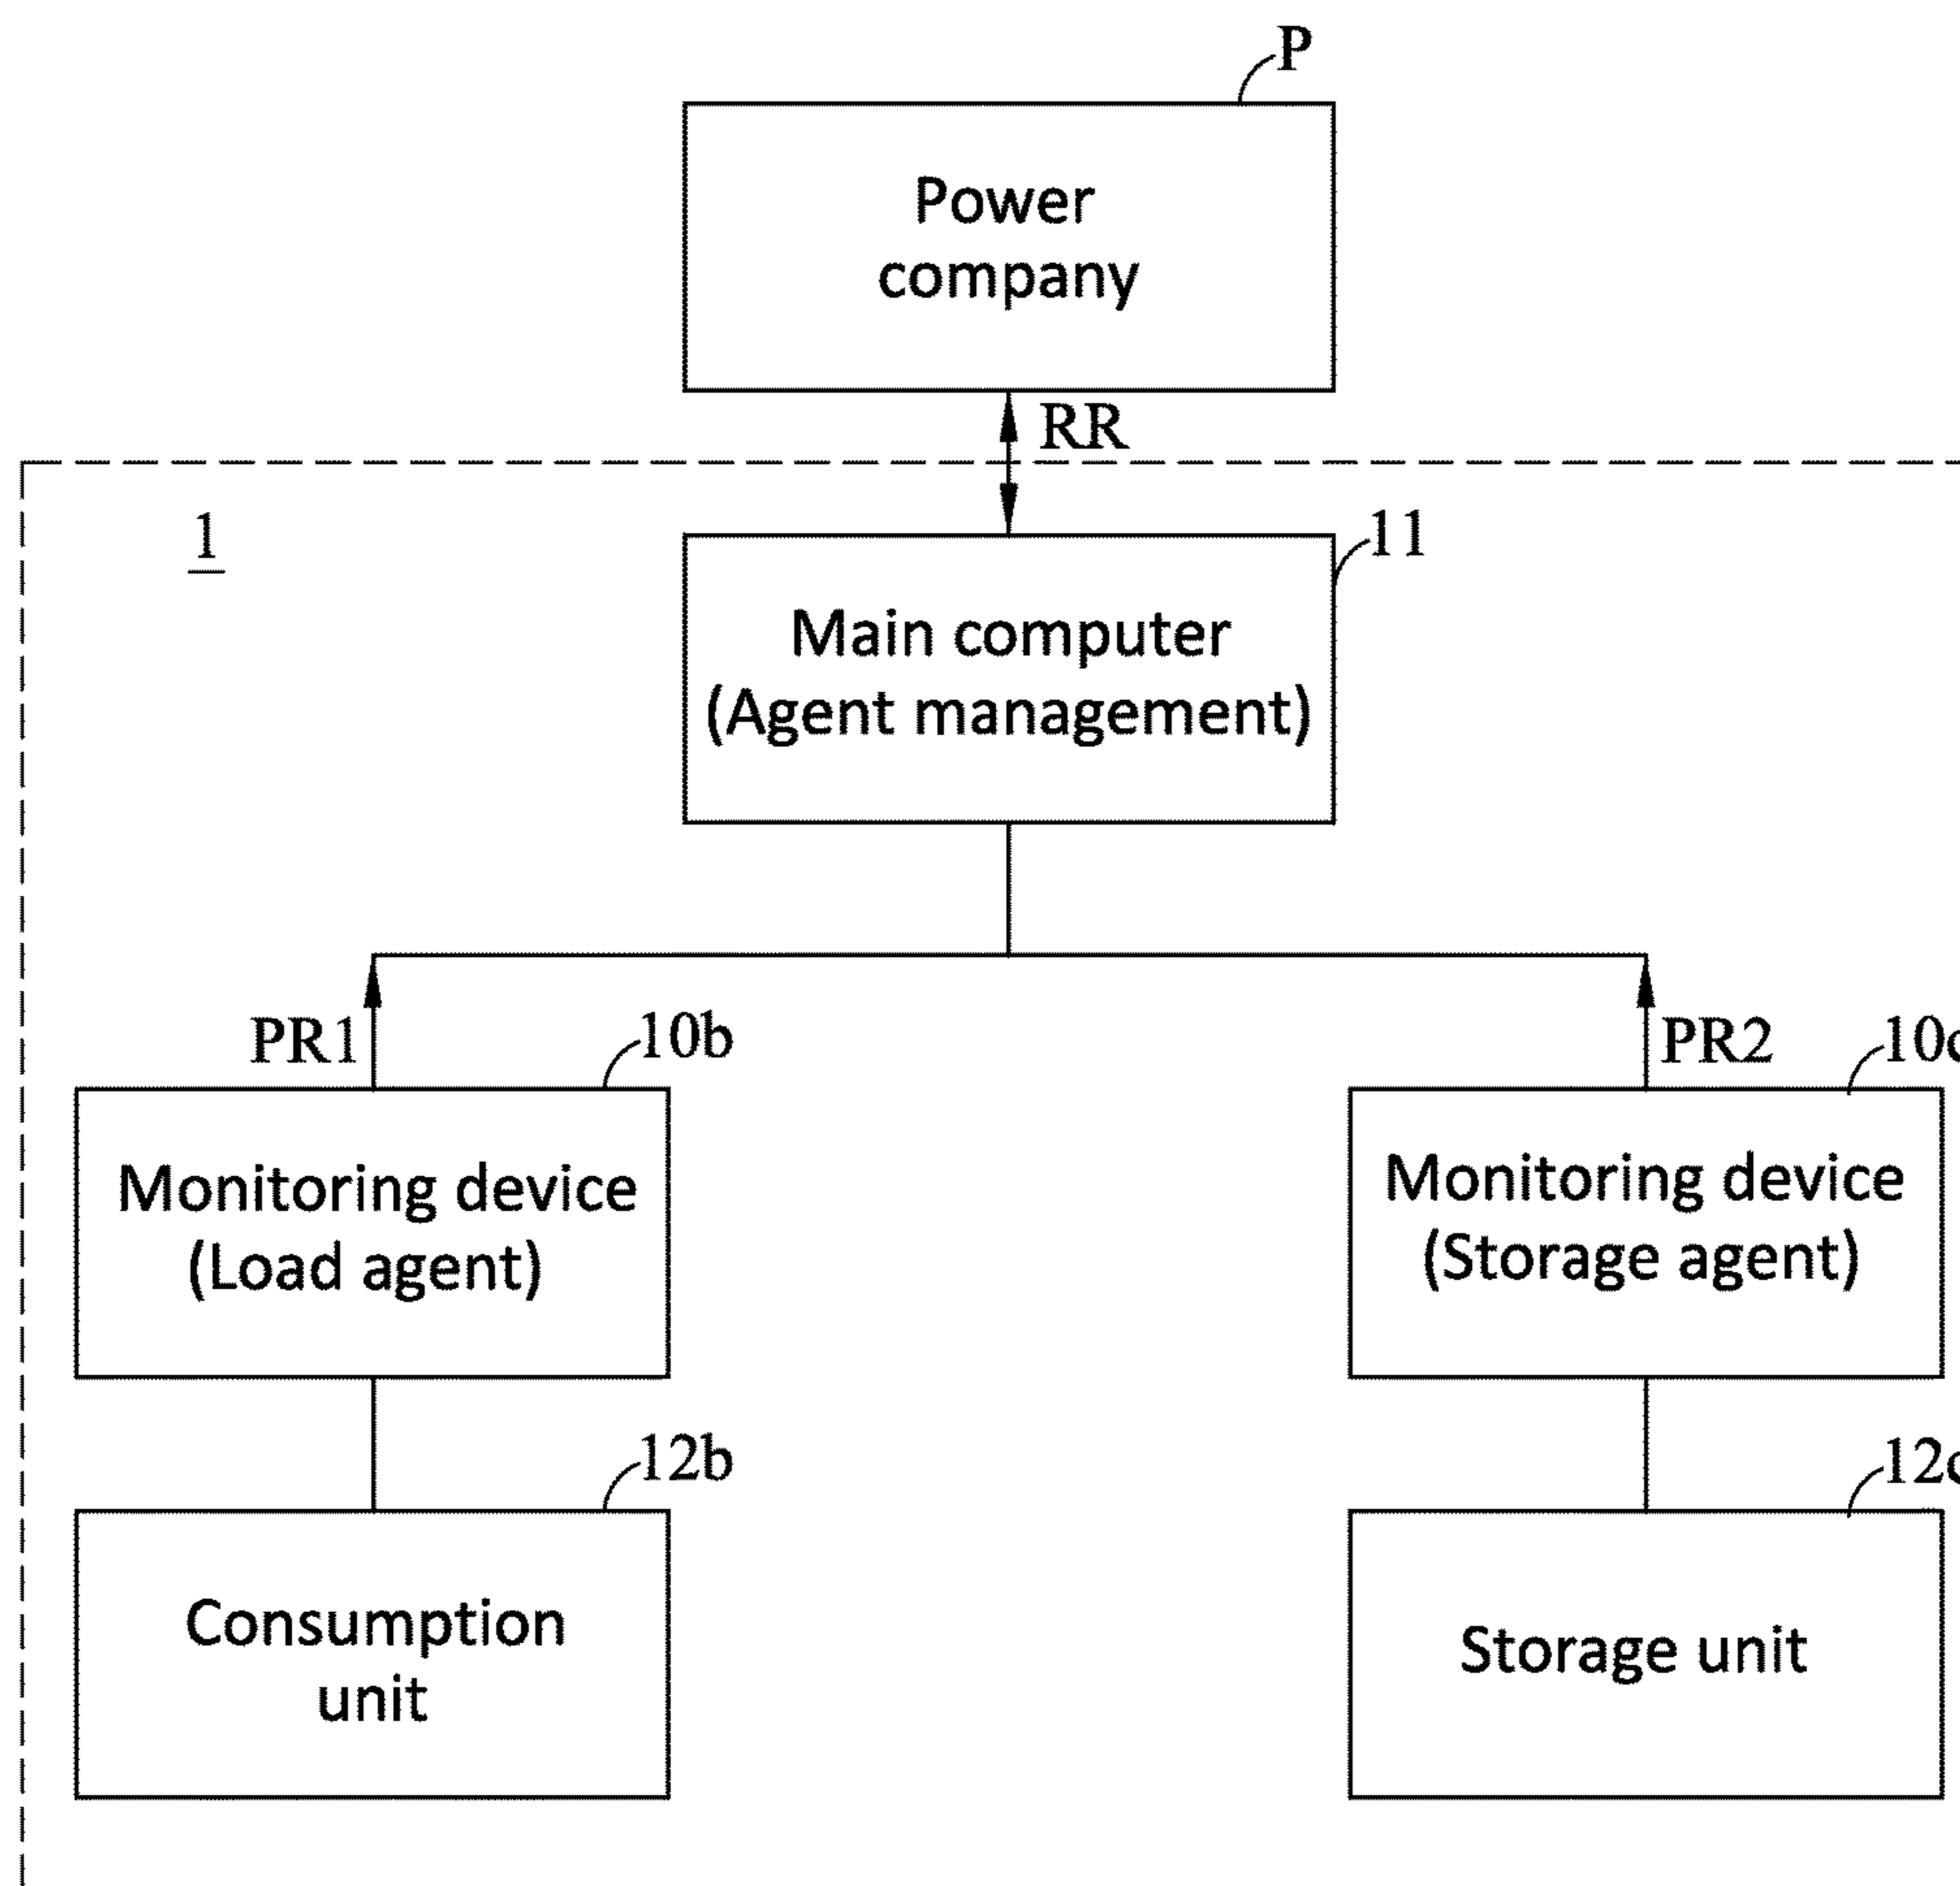 P
Power
company
RR
1
11
Main computer
(Agent management)
PR1
10b
PR2
Monitoring device
(Load agent)
Monitoring device
(Storage agent)
12b
Consumption
unit
Storage unit